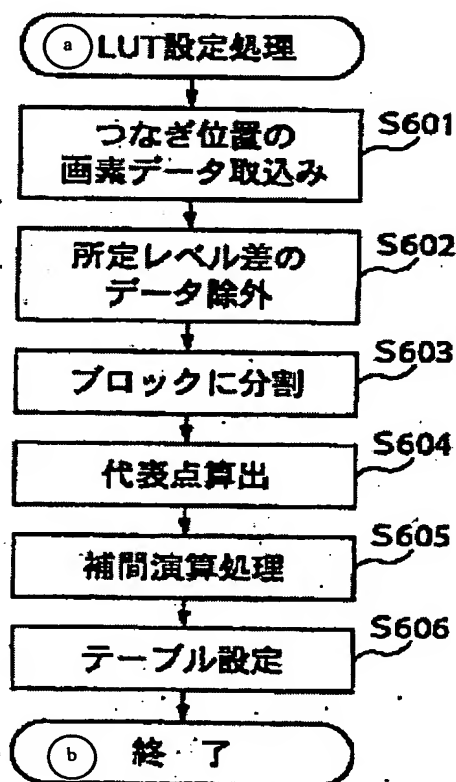 a LUT設定処理
つなぎ位置の
画素データ取込み
S601
所定レベル差の
データ除外
S602
ブロックに分割
S603
代表点算出
S604
補間演算処理
S605
テーブル設定
S606
b 終了